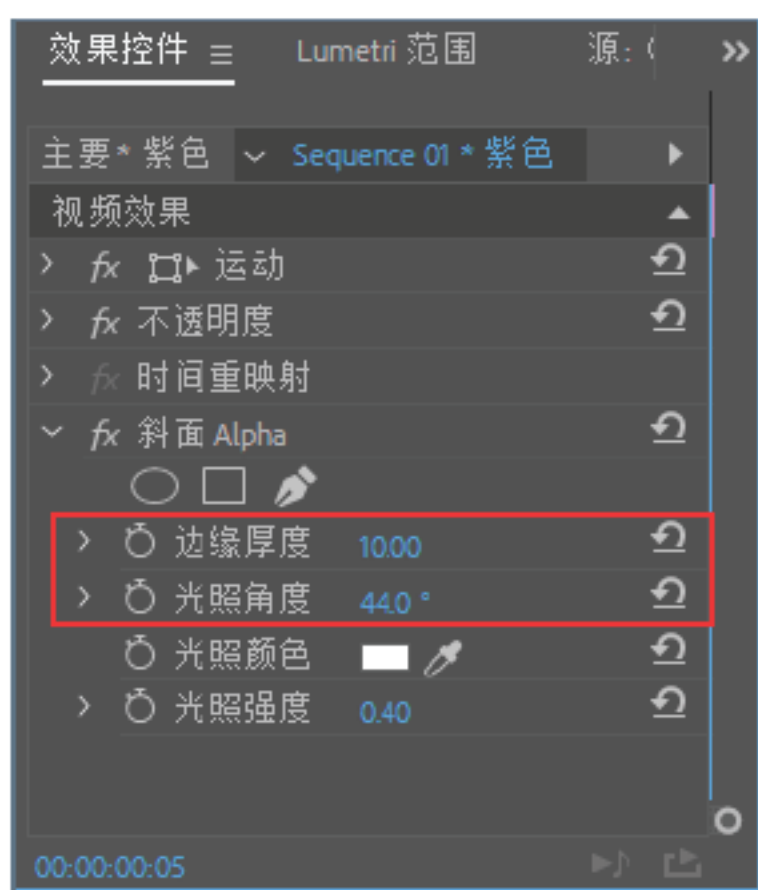 效果控件 Lumetri 范围 源: (
主要* 紫色 Sequence 01 * 紫色
视频效果
fx 运动
fx 不透明度
fx 时间重映射
fx 斜面 Alpha
边缘厚度 10.00
光照角度 44.0 °
光照颜色
光照强度 0.40
00:00:00:05